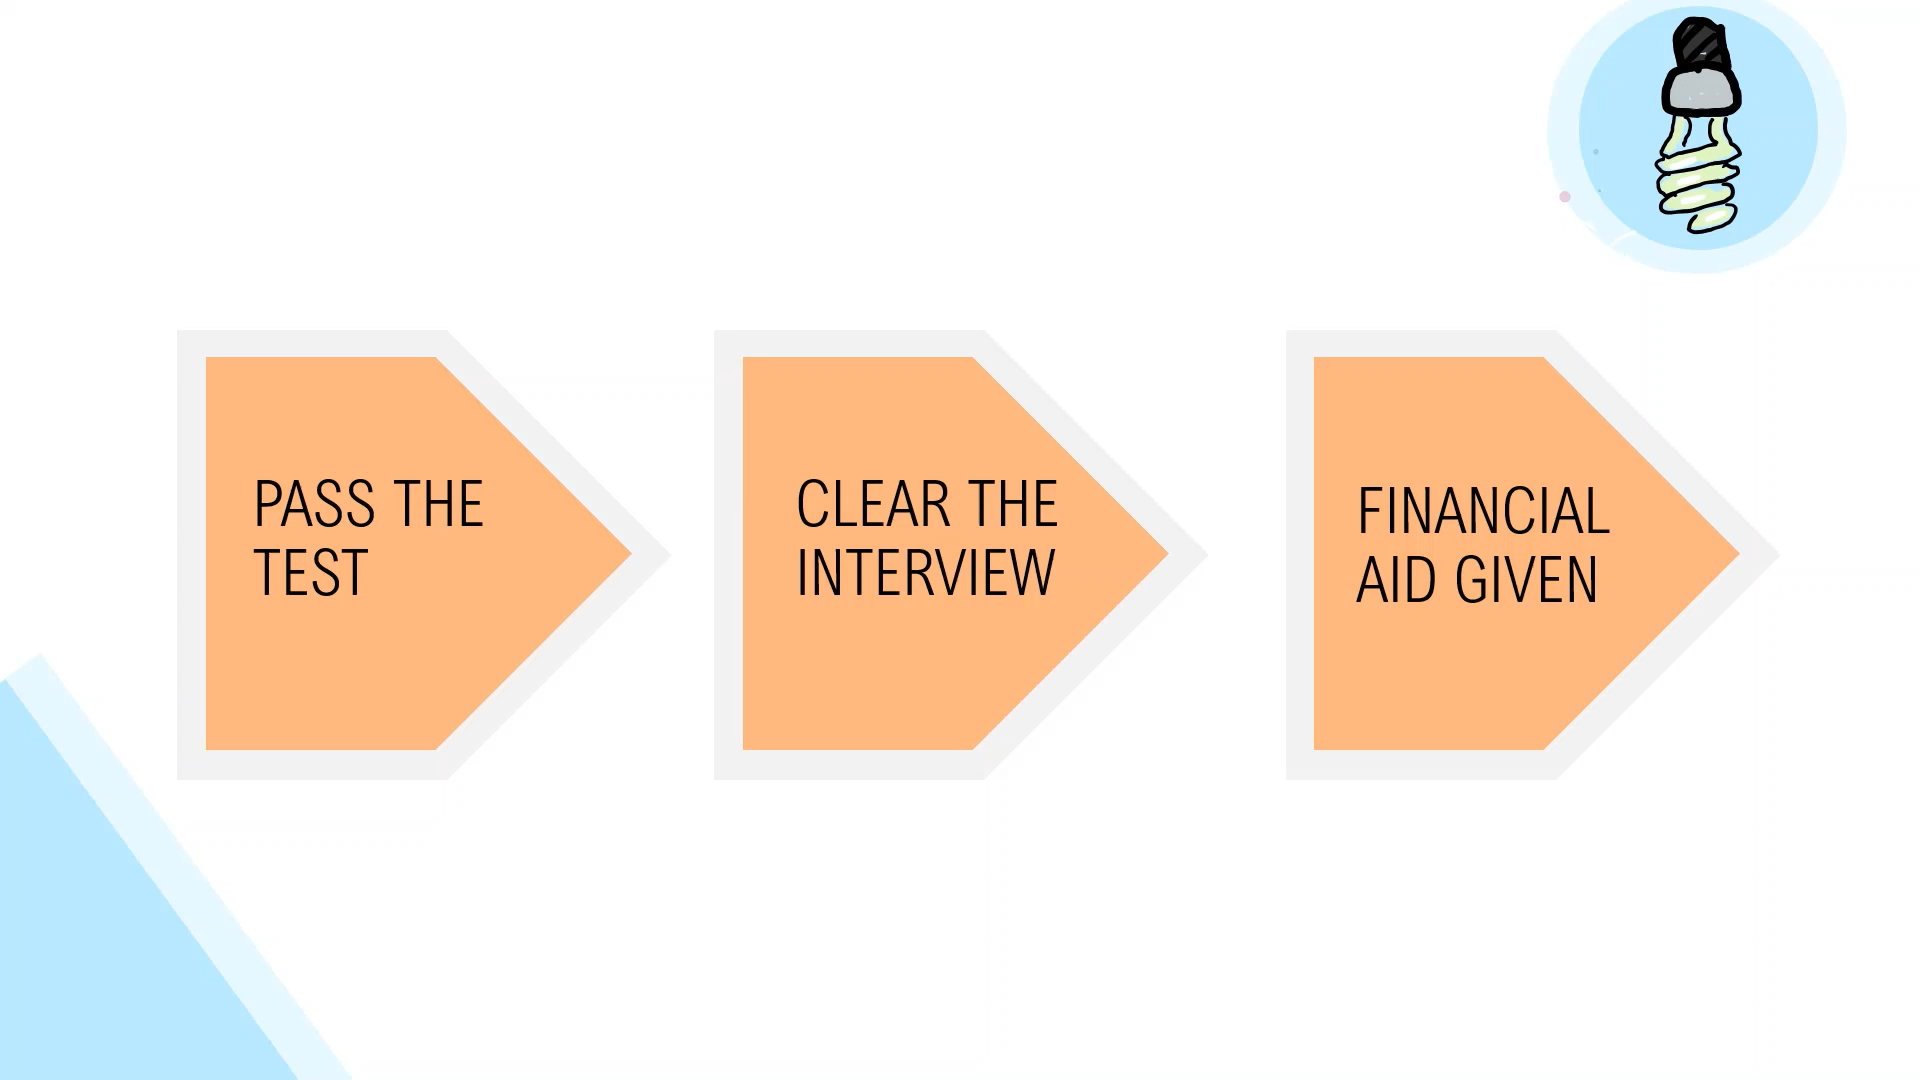 PASS THE
TEST
CLEAR THE
INTERVIEW
FINANCIAL
AID GIVEN